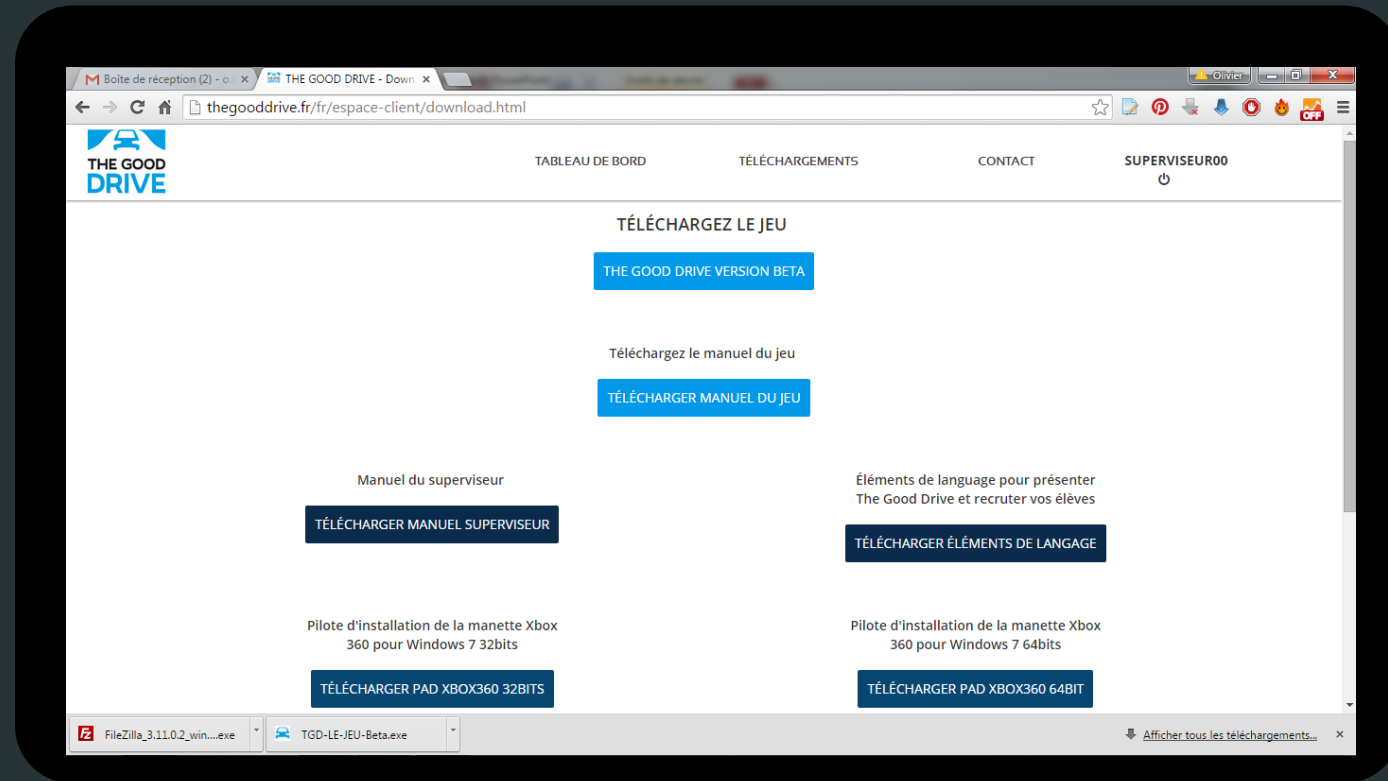 Boîte de réception (2) - o.
THE GOOD DRIVE - Down
Olivier
thegooddrive.fr/fr/espace-client/download.html
OFF
THE GOOD
DRIVE
TABLEAU DE BORD
TÉLÉCHARGEMENTS
CONTACT
SUPERVISEUR00
TÉLÉCHARGEZ LE JEU
THE GOOD DRIVE VERSION BETA
Téléchargez le manuel du jeu
TÉLÉCHARGER MANUEL DU JEU
Manuel du superviseur
TÉLÉCHARGER MANUEL SUPERVISEUR
Éléments de language pour présenter
The Good Drive et recruter vos élèves
TÉLÉCHARGER ÉLÉMENTS DE LANGAGE
Pilote d'installation de la manette Xbox
360 pour Windows 7 32bits
TÉLÉCHARGER PAD XBOX360 32BITS
Pilote d'installation de la manette Xbox
360 pour Windows 7 64bits
TÉLÉCHARGER PAD XBOX360 64BIT
FileZilla_3.11.0.2_win....exe
TGD-LE-JEU-Beta.exe
Afficher tous les téléchargements...